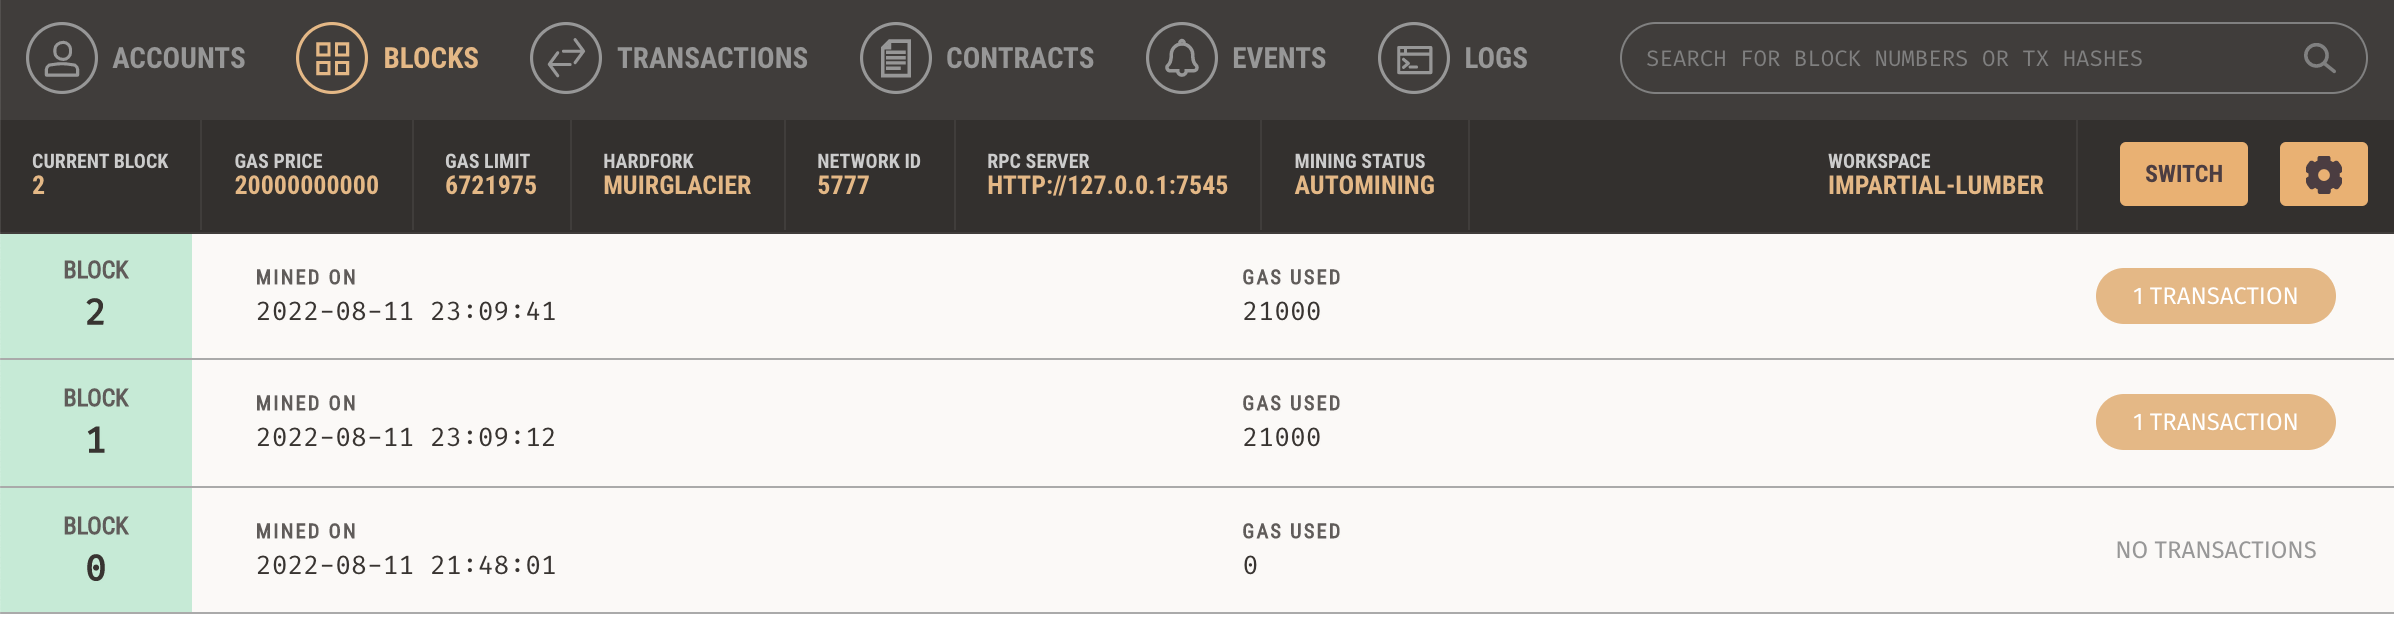 ACCOUNTS BLOCKS TRANSACTIONS CONTRACTS EVENTS LOGS SEARCH FOR BLOCK NUMBERS OR TX HASHES
CURRENT BLOCK GAS PRICE GAS LIMIT HARDFORK NETWORK ID RPC SERVER MINING STATUS WORKSPACE
2 20000000000 6721975 MUIRGLACIER 5777 HTTP://127.0.0.1:7545 AUTOMINING IMPARTIAL-LUMBER SWITCH
BLOCK MINED ON GAS USED
2 2022-08-11 23:09:41 21000 1 TRANSACTION
BLOCK MINED ON GAS USED
1 2022-08-11 23:09:12 21000 1 TRANSACTION
BLOCK MINED ON GAS USED
0 2022-08-11 21:48:01 0 NO TRANSACTIONS